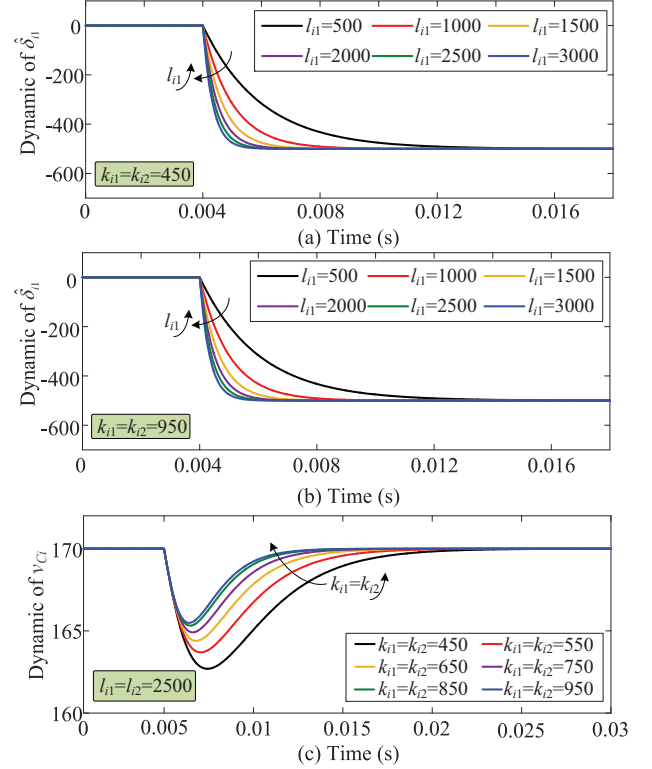 Dynamic of δ̂i1
0
-200
-400
-600
li1=500 li1=1000 li1=1500
li1=2000 li1=2500 li1=3000
li1
ki1=ki2=450
0 0.004 0.008 0.012 0.016
(a) Time (s)
Dynamic of δ̂i1
0
-200
-400
-600
li1=500 li1=1000 li1=1500
li1=2000 li1=2500 li1=3000
li1
ki1=ki2=950
0 0.004 0.008 0.012 0.016
(b) Time (s)
Dynamic of vCi
170
165
160
ki1=ki2
li1=li2=2500
ki1=ki2=450 ki1=ki2=550
ki1=ki2=650 ki1=ki2=750
ki1=ki2=850 ki1=ki2=950
0 0.005 0.01 0.015 0.02 0.025 0.03
(c) Time (s)